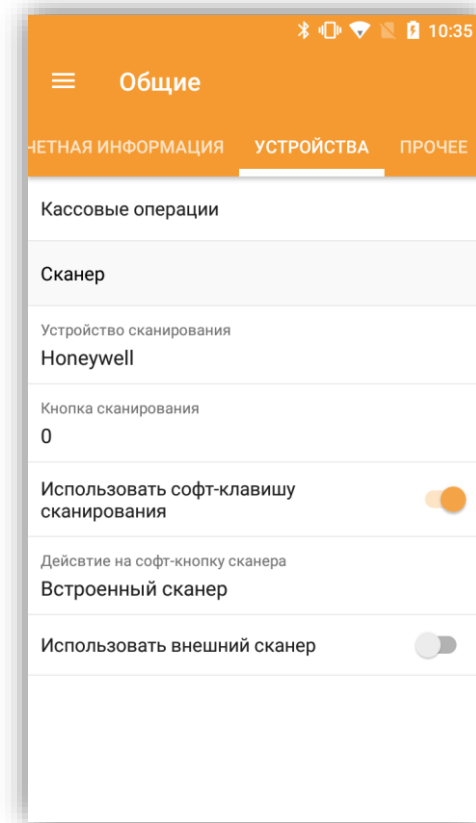 10:35
Общие
ЧЕТНАЯ ИНФОРМАЦИЯ УСТРОЙСТВА ПРОЧЕЕ
Кассовые операции
Сканер
Устройство сканирования
Honeywell
Кнопка сканирования
0
Использовать софт-клавишу
сканирования
Дейсвтие на софт-кнопку сканера
Встроенный сканер
Использовать внешний сканер